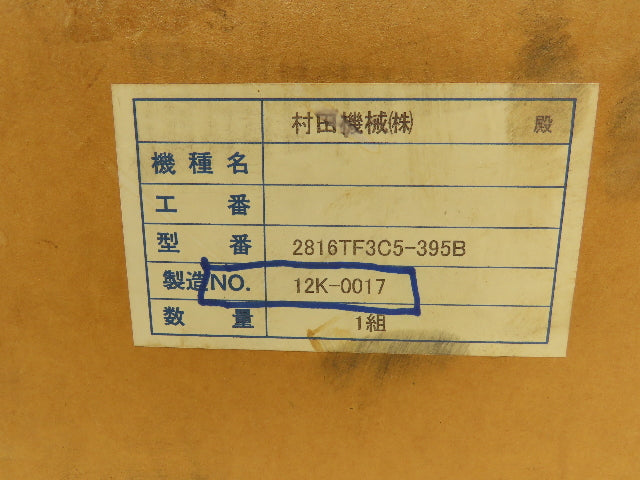 村田機械㈱ 殿
機種名
工番
型番 2816TF3C5-395B
製造NO. 12K-0017
数量 1組